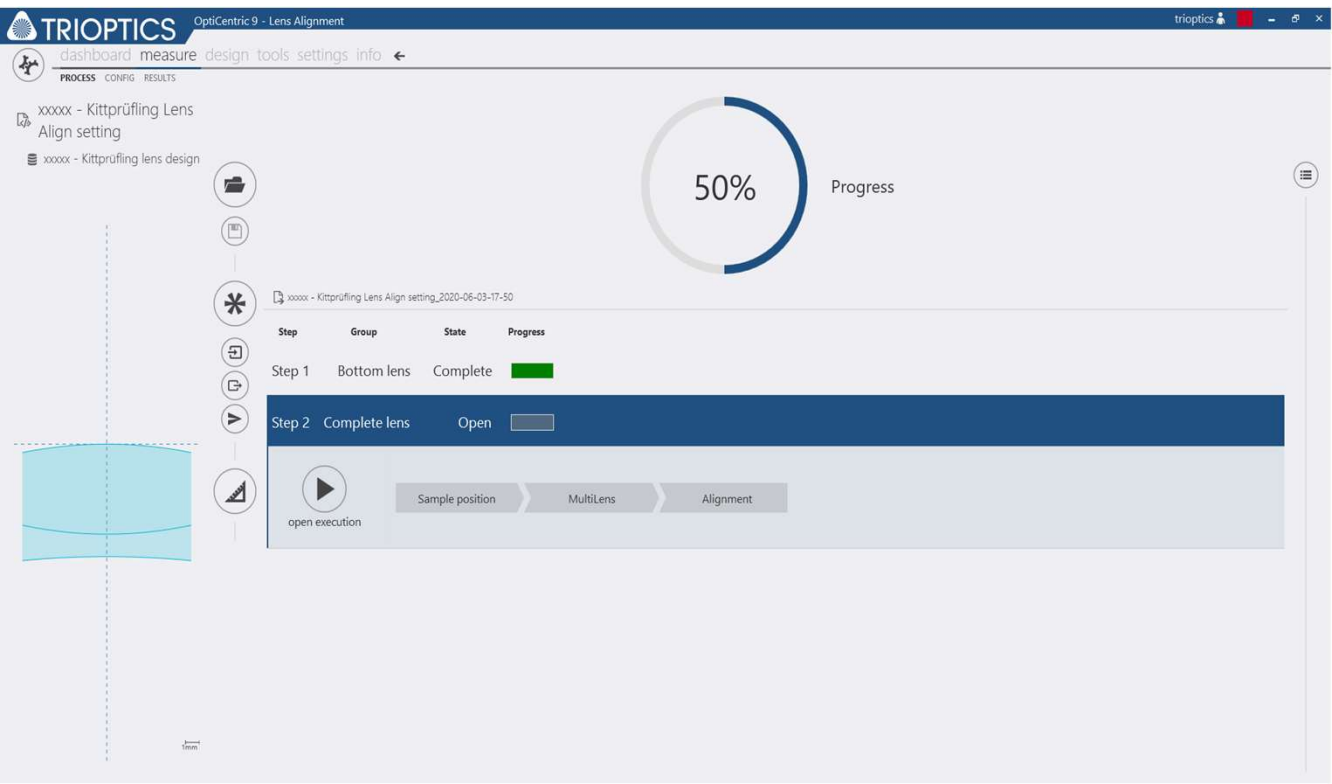 TRIOPTICS
OptiCentric 9 - Lens Alignment
trioptics
dashboard measure design tools settings info
PROCESS CONFIG RESULTS
xxxxx - Kittprüfling Lens
Align setting
xxxxx - Kittprüfling lens design
50%
Progress
xxxxx - Kittprüfling Lens Align setting_2020-06-03-17-50
Step Group State Progress
Step 1 Bottom lens Complete
Step 2 Complete lens Open
open execution
Sample position MultiLens Alignment
1mm